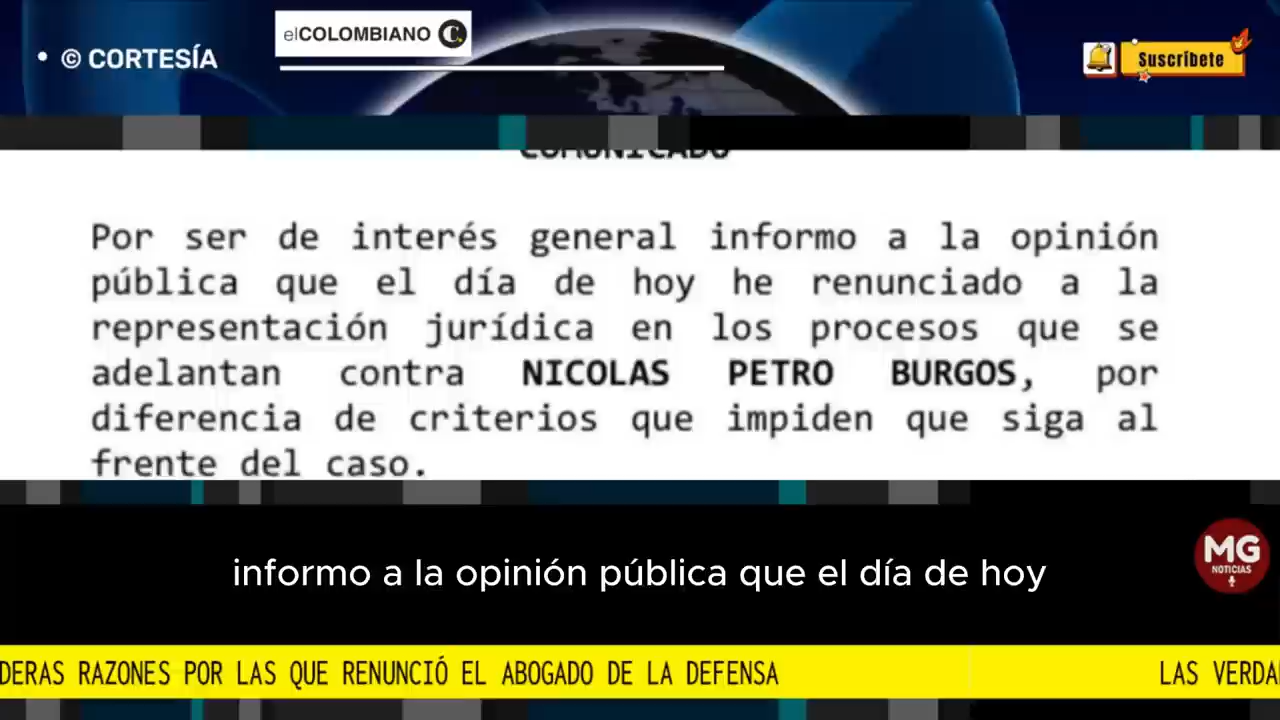 • © CORTESÍA
elCOLOMBIANO C
Suscríbete
COMUNICADO
Por ser de interés general informo a la opinión
pública que el día de hoy he renunciado a la
representación jurídica en los procesos que se
adelantan contra NICOLAS PETRO BURGOS, por
diferencia de criterios que impiden que siga al
frente del caso.
informo a la opinión pública que el día de hoy
MG
NOTICIAS
DERAS RAZONES POR LAS QUE RENUNCIÓ EL ABOGADO DE LA DEFENSA LAS VERDA